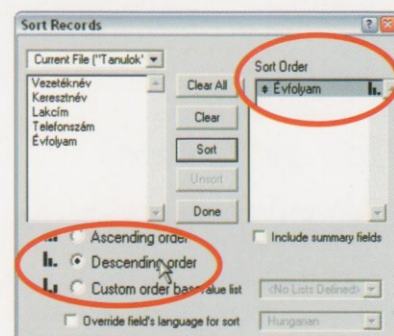 Sort Records
Current File ("Tanulok'
Vezetéknév
Keresztnév
Lakcím
Telefonszám
Évfolyam
Clear All
Clear
Sort
Unsort
Done
Sort Order
Évfolyam
Ascending order
Descending order
Custom order based value list
<No Lists Defined>
Include summary fields
Override field's language for sort
Hungarian